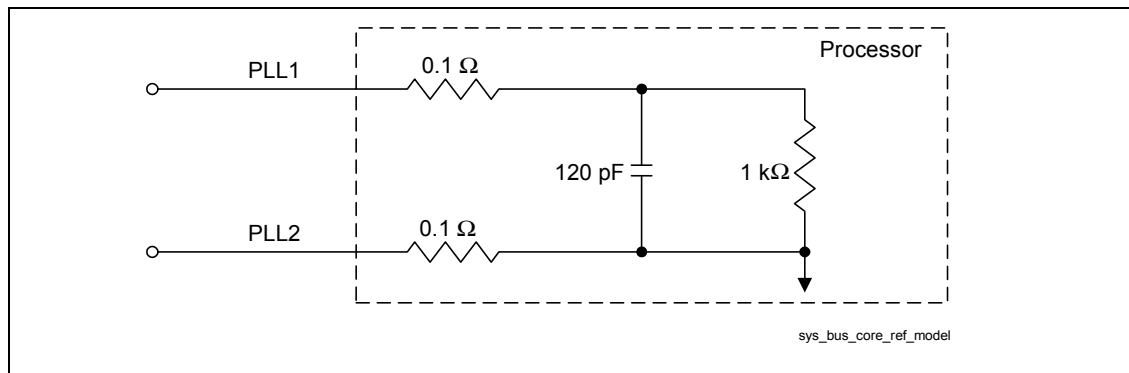 Processor
PLL1
0.1 Ω
120 pF
1 kΩ
PLL2
0.1 Ω
sys_bus_core_ref_model